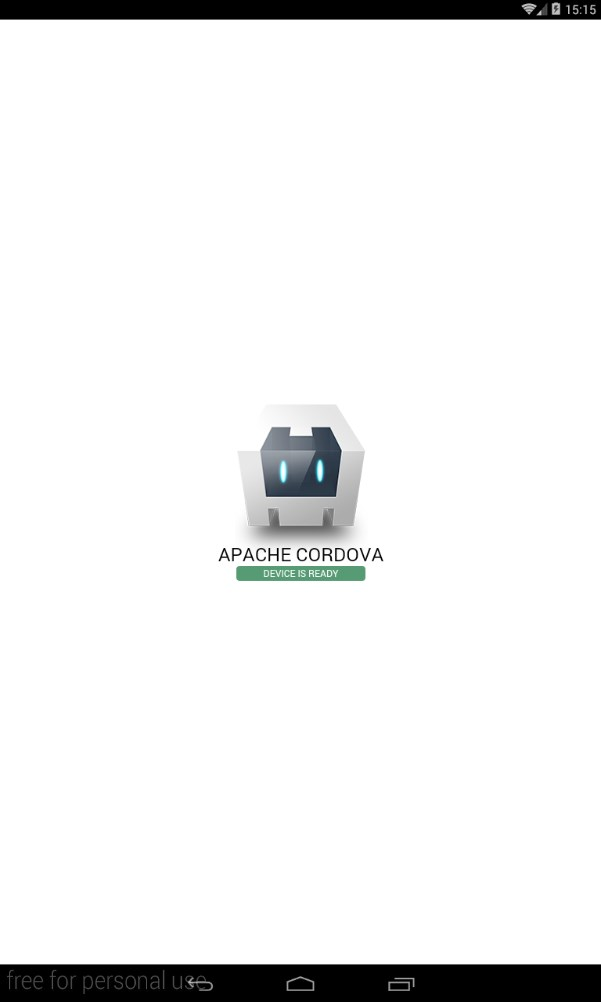 15:15
APACHE CORDOVA
DEVICE IS READY
free for personal use